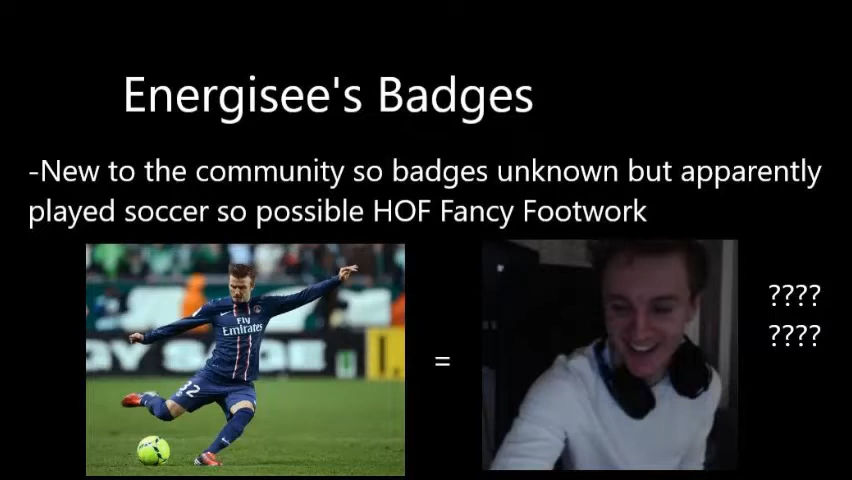 Energisee's Badges
-New to the community so badges unknown but apparently
played soccer so possible HOF Fancy Footwork
Fly
Emirates
32
=
????
????